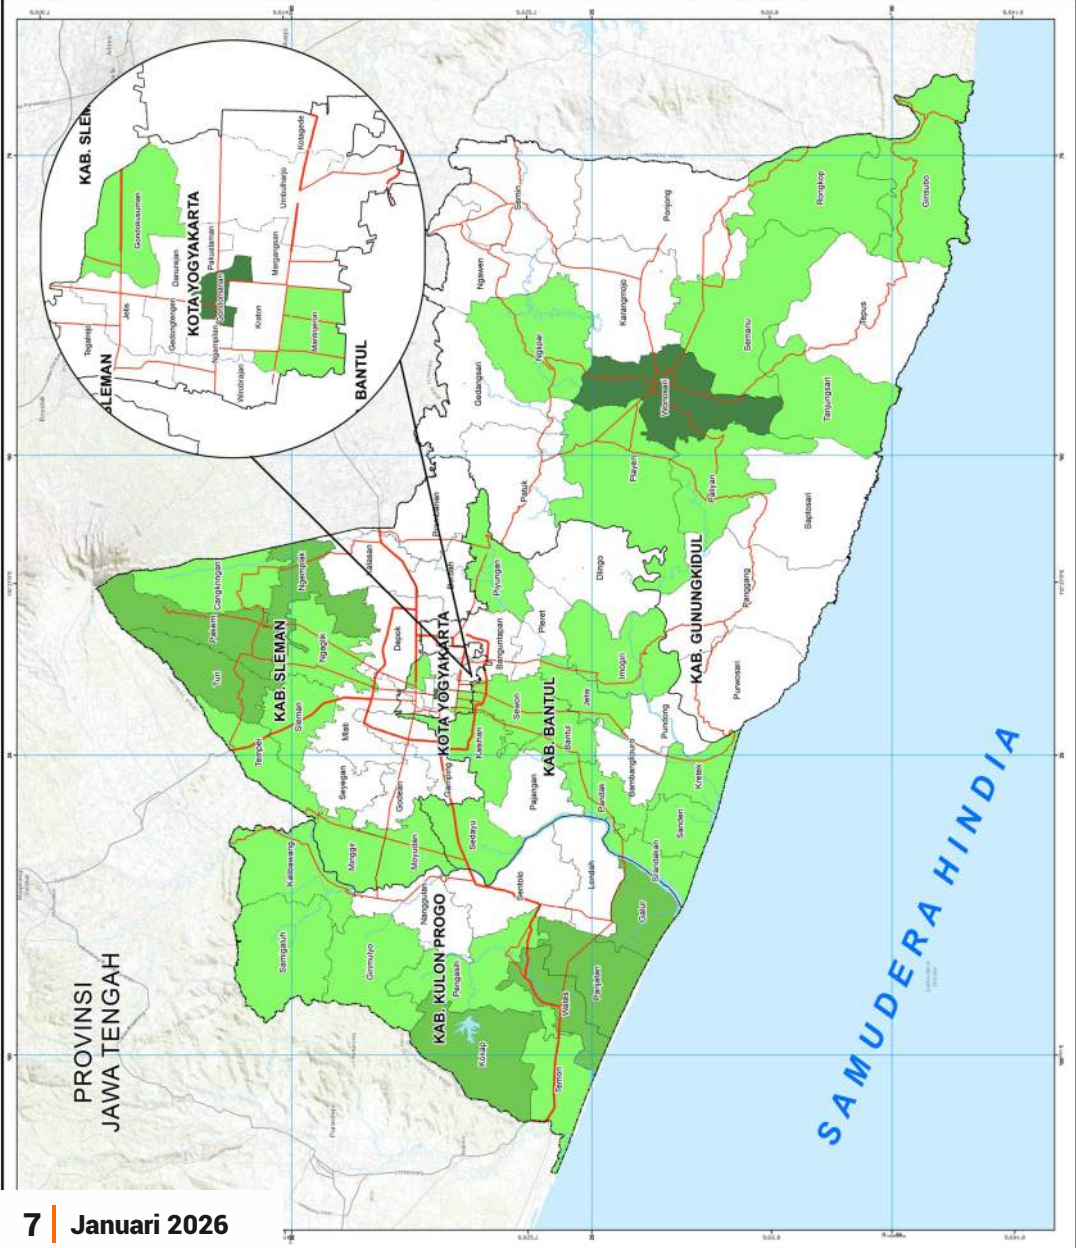 PROVINSI
JAWA TENGAH
KAB. SLEMAN
KOTA YOGYAKARTA
KAB. BANTUL
KAB. KULON PROGO
KAB. GUNUNGKIDUL
SAMUDERA HINDIA
KAB. SLEM
SLEMAN
KOTA YOGYAKARTA
BANTUL
Tegalrejo
Jetis
Gondokusuman
Danurejan
Gedongtengen
Pakualaman
Ngampilan
Gondomanan
Wirobrajan
Kraton
Mergangsan
Umbulharjo
Kotagede
Mantrijeron
Turi
Pakem
Cangkringan
Ngemplak
Ngaglik
Sleman
Tempel
Mlati
Seyegan
Godean
Gamping
Depok
Minggir
Moyudan
Kalibawang
Samigaluh
Girimulyo
Nanggulan
Pengasih
Kokap
Temon
Wates
Panjatan
Galur
Lendah
Sentolo
Sedayu
Kasihan
Sewon
Banguntapan
Piyungan
Pleret
Dlingo
Imogiri
Jetis
Bantul
Pajangan
Pandak
Bambanglipuro
Pundong
Kretek
Sanden
Srandakan
Purwosari
Panggang
Saptosari
Paliyan
Playen
Patuk
Gedangsari
Ngawen
Nglipar
Semin
Karangmojo
Ponjong
Wonosari
Semanu
Tanjungsari
Tepus
Rongkop
Girisubo
7
Januari 2026